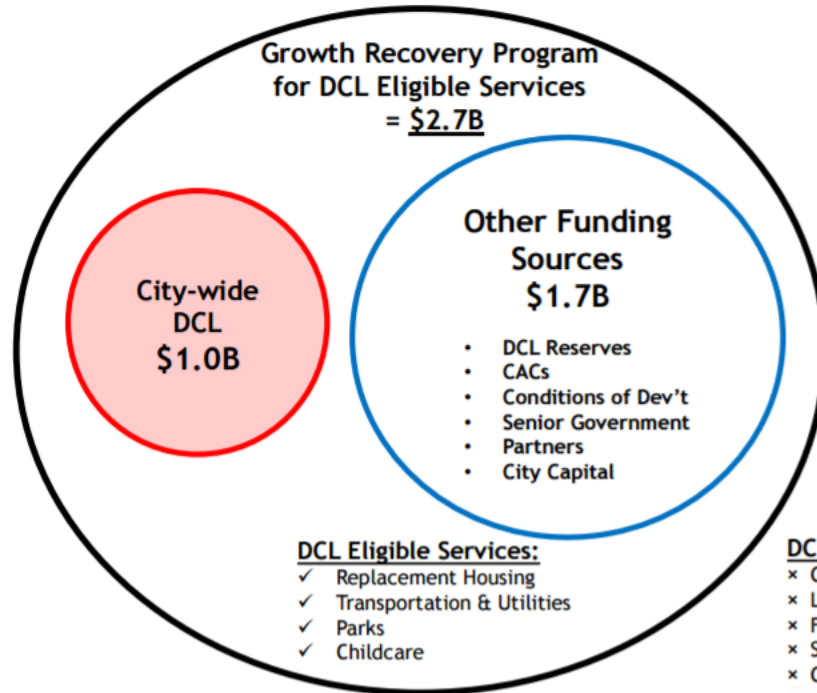 Growth Recovery Program
for DCL Eligible Services
= $2.7B
City-wide
DCL
$1.0B
Other Funding
Sources
$1.7B
• DCL Reserves
• CACs
• Conditions of Dev't
• Senior Government
• Partners
• City Capital
DCL Eligible Services:
✓ Replacement Housing
✓ Transportation & Utilities
✓ Parks
✓ Childcare